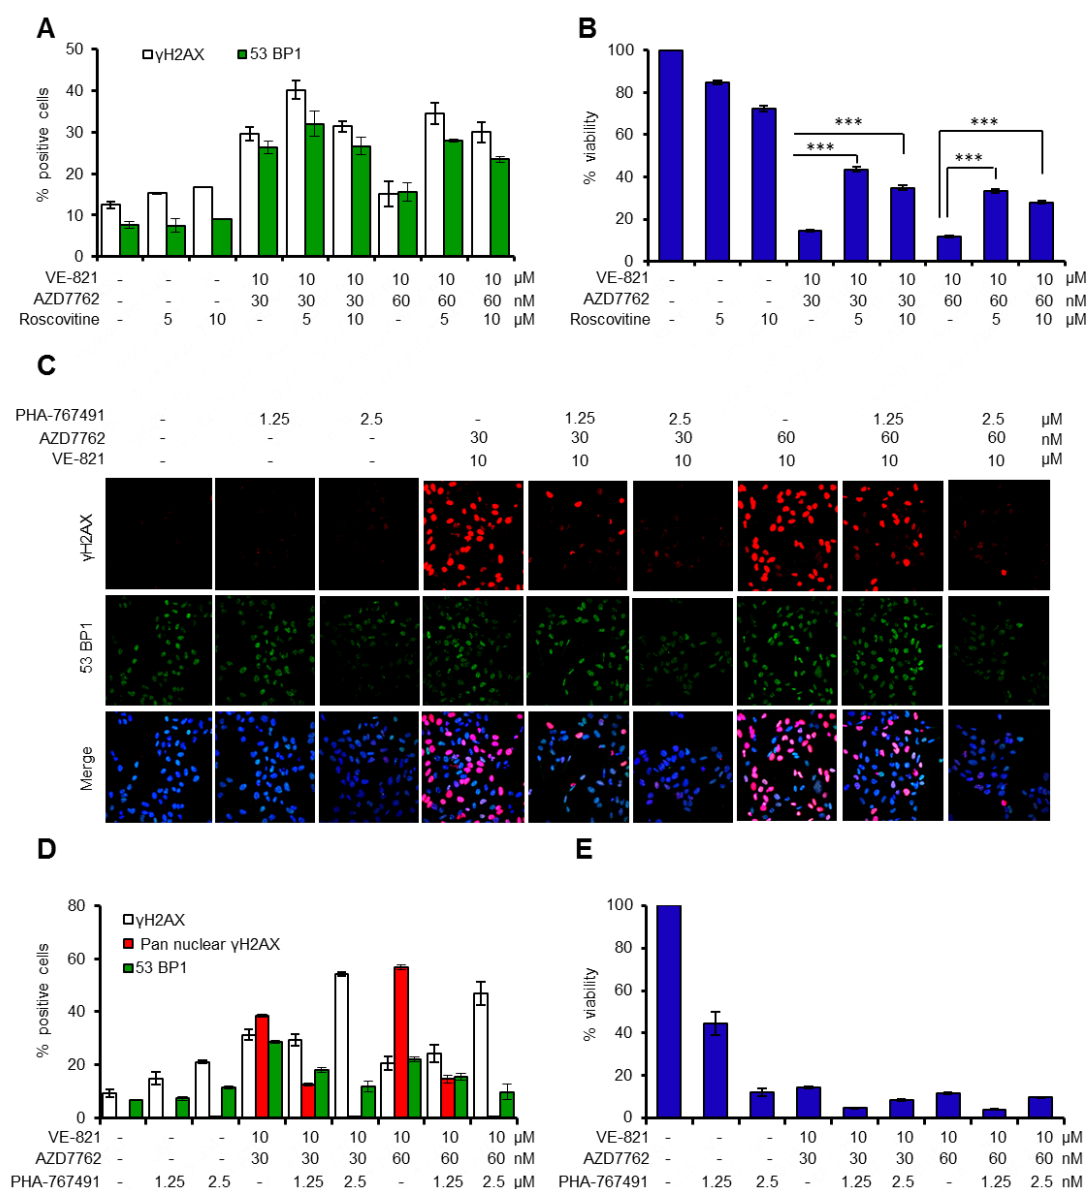 A
B
50
40
30
20
10
0
% positive cells
γH2AX 53 BP1
VE-821 - - - 10 10 10 10 10 10 µM
AZD7762 - - - 30 30 30 60 60 60 nM
Roscovitine - 5 10 - 5 10 - 5 10 µM
100
80
60
40
20
0
% viability
*** *** *** ***
VE-821 - - - 10 10 10 10 10 10 µM
AZD7762 - - - 30 30 30 60 60 60 nM
Roscovitine - 5 10 - 5 10 - 5 10 µM
C
PHA-767491 - 1.25 2.5 - 1.25 2.5 - 1.25 2.5 µM
AZD7762 - - - 30 30 30 60 60 60 nM
VE-821 - - - 10 10 10 10 10 10 µM
γH2AX
53 BP1
Merge
D
E
80
60
40
20
0
% positive cells
γH2AX
Pan nuclear γH2AX
53 BP1
VE-821 - - - 10 10 10 10 10 10 µM
AZD7762 - - - 30 30 30 60 60 60 nM
PHA-767491 - 1.25 2.5 - 1.25 2.5 - 1.25 2.5 µM
100
80
60
40
20
0
% viability
VE-821 - - - 10 10 10 10 10 10 µM
AZD7762 - - - 30 30 30 60 60 60 nM
PHA-767491 - 1.25 2.5 - 1.25 2.5 - 1.25 2.5 nM